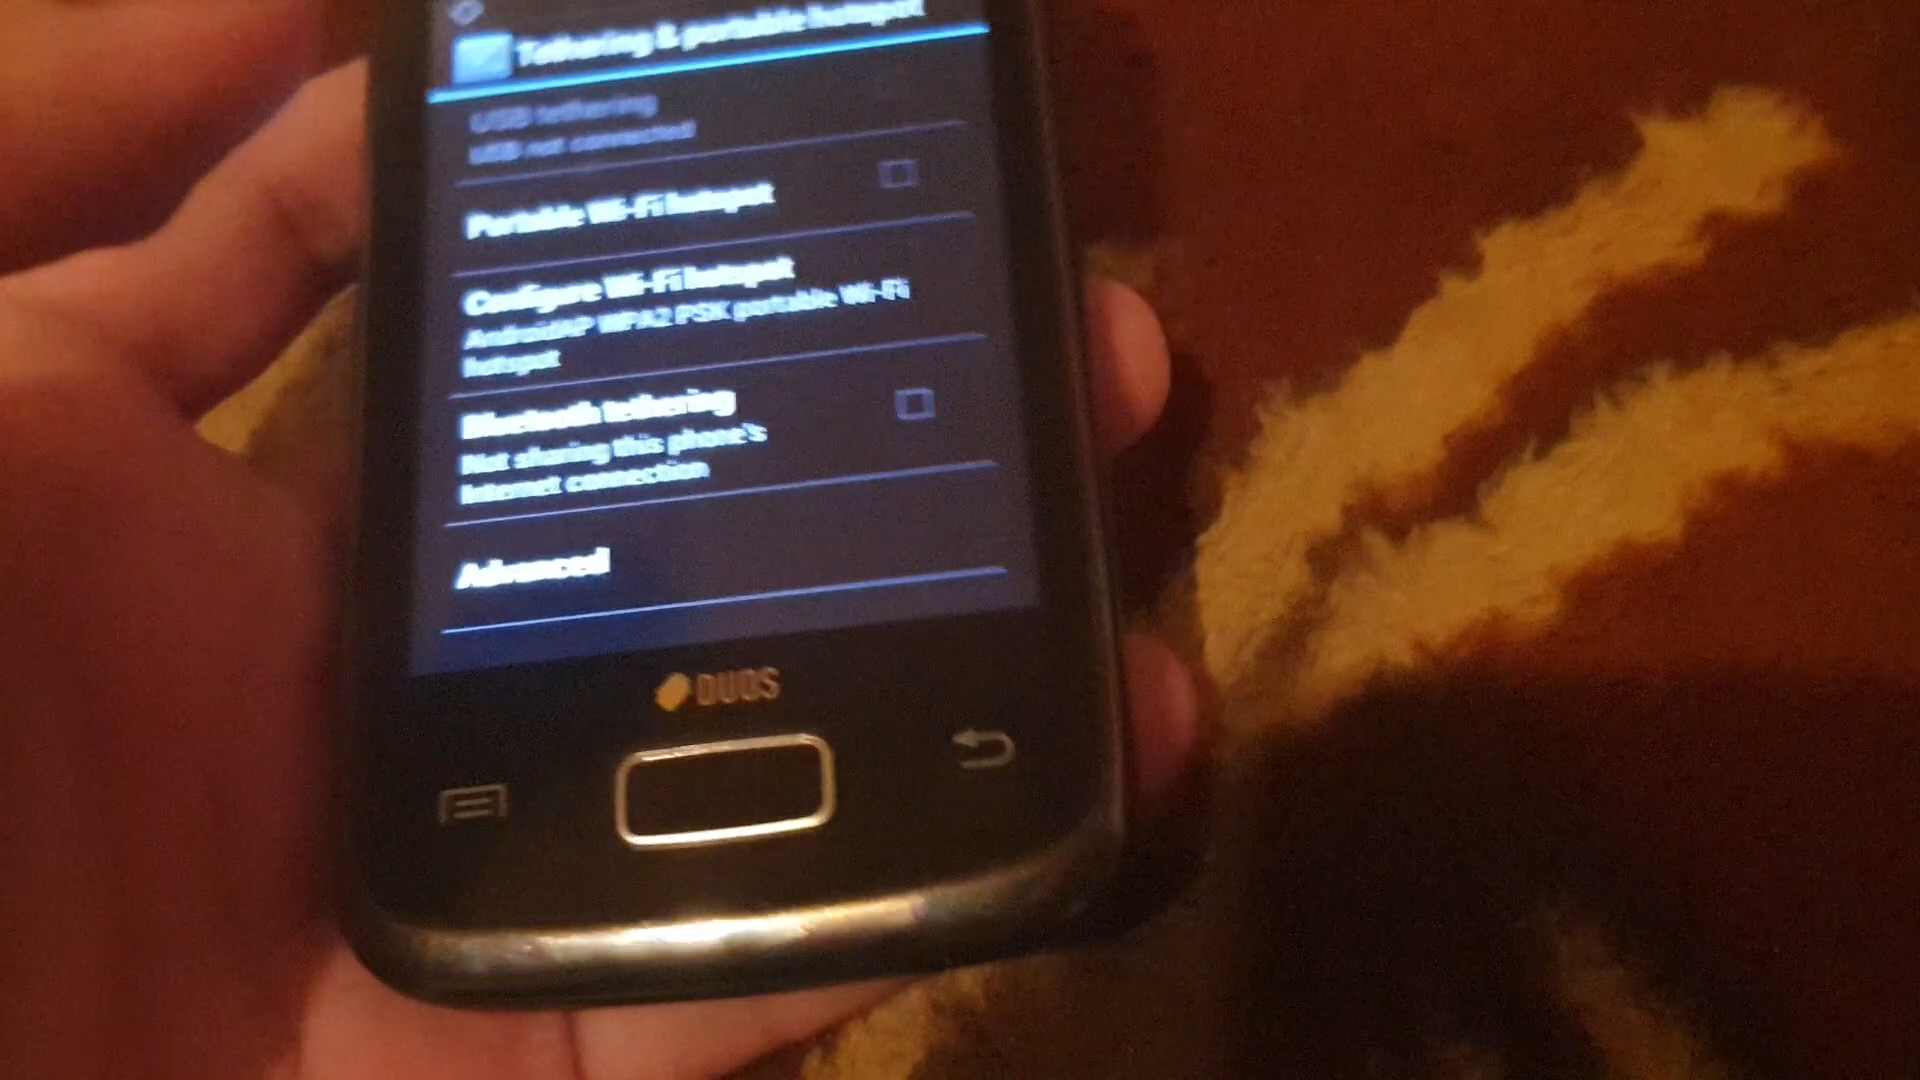 Tethering & portable hotspot
USB tethering
USB not connected
Portable Wi-Fi hotspot
Configure Wi-Fi hotspot
AndroidAP WPA2 PSK portable Wi-Fi
hotspot
Bluetooth tethering
Not sharing this phone's
Internet connection
Advanced
DUOS